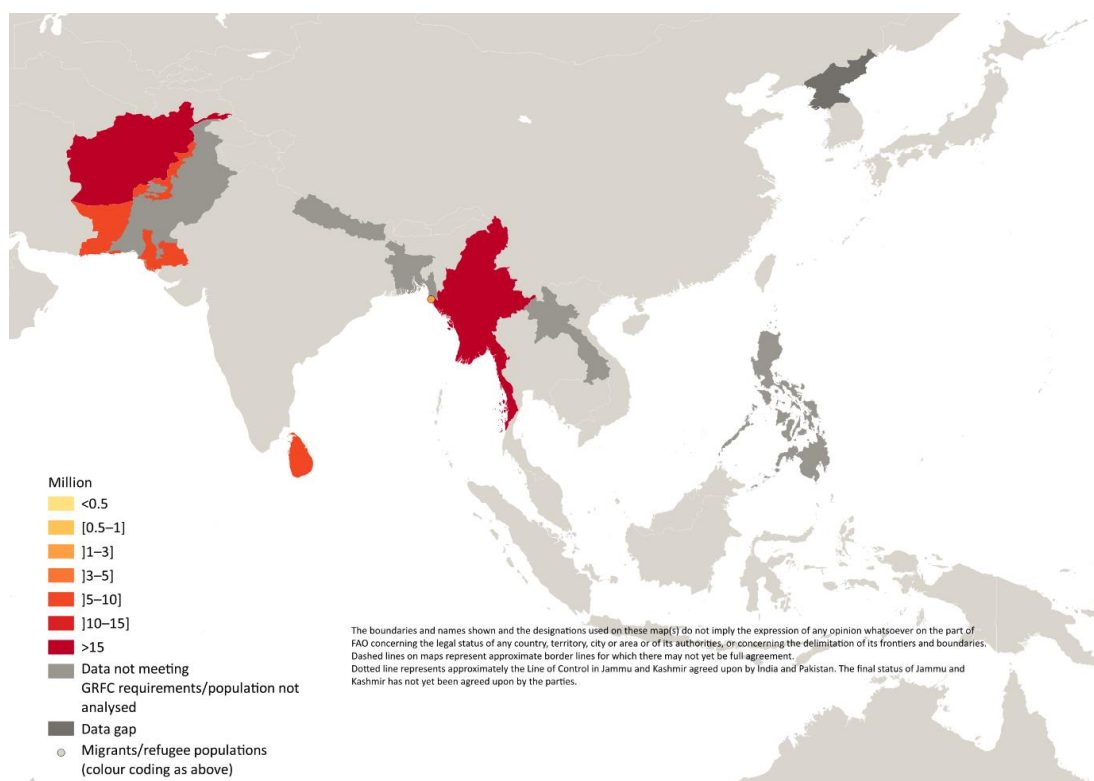 Million
<0.5
[0.5–1]
]1–3]
]3–5]
]5–10]
]10–15]
>15
Data not meeting
GRFC requirements/population not
analysed
Data gap
Migrants/refugee populations
(colour coding as above)
The boundaries and names shown and the designations used on these map(s) do not imply the expression of any opinion whatsoever on the part of
FAO concerning the legal status of any country, territory, city or area or of its authorities, or concerning the delimitation of its frontiers and boundaries.
Dashed lines on maps represent approximate border lines for which there may not yet be full agreement.
Dotted line represents approximately the Line of Control in Jammu and Kashmir agreed upon by India and Pakistan. The final status of Jammu and
Kashmir has not yet been agreed upon by the parties.